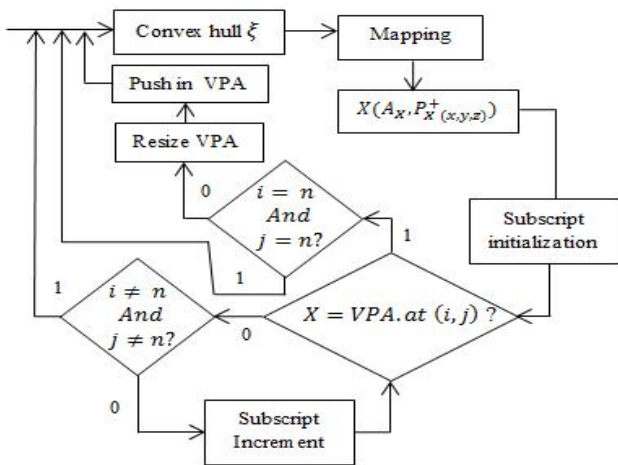 Convex hull ξ
Mapping
Push in VPA
X(A_X, P_X^+(x,y,z))
Resize VPA
0
i = n
And
j = n?
Subscript
initialization
1
1
1
i ≠ n
And
j ≠ n?
0
X = VPA.at (i,j) ?
0
Subscript
Increment